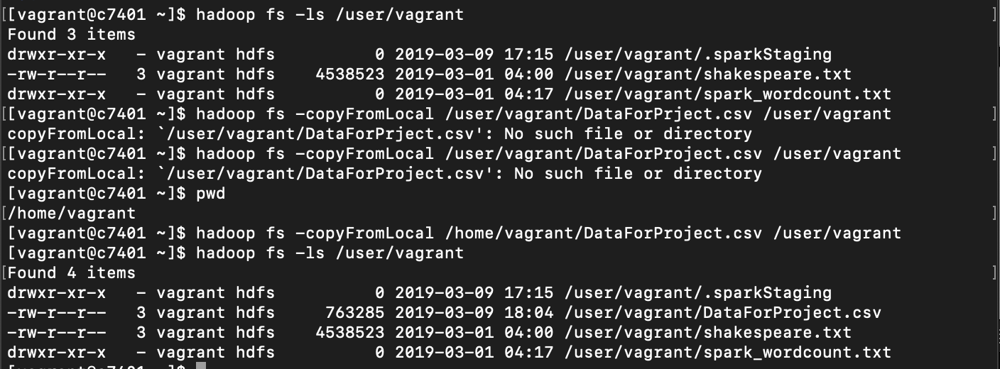 [[vagrant@c7401 ~]$ hadoop fs -ls /user/vagrant ]
Found 3 items
drwxr-xr-x   - vagrant hdfs          0 2019-03-09 17:15 /user/vagrant/.sparkStaging
-rw-r--r--   3 vagrant hdfs    4538523 2019-03-01 04:00 /user/vagrant/shakespeare.txt
drwxr-xr-x   - vagrant hdfs          0 2019-03-01 04:17 /user/vagrant/spark_wordcount.txt
[[vagrant@c7401 ~]$ hadoop fs -copyFromLocal /user/vagrant/DataForPrject.csv /user/vagrant ]
copyFromLocal: `/user/vagrant/DataForPrject.csv': No such file or directory
[[vagrant@c7401 ~]$ hadoop fs -copyFromLocal /user/vagrant/DataForProject.csv /user/vagrant ]
copyFromLocal: `/user/vagrant/DataForProject.csv': No such file or directory
[vagrant@c7401 ~]$ pwd
[/home/vagrant ]
[vagrant@c7401 ~]$ hadoop fs -copyFromLocal /home/vagrant/DataForProject.csv /user/vagrant
[vagrant@c7401 ~]$ hadoop fs -ls /user/vagrant
[Found 4 items ]
drwxr-xr-x   - vagrant hdfs          0 2019-03-09 17:15 /user/vagrant/.sparkStaging
-rw-r--r--   3 vagrant hdfs     763285 2019-03-09 18:04 /user/vagrant/DataForProject.csv
-rw-r--r--   3 vagrant hdfs    4538523 2019-03-01 04:00 /user/vagrant/shakespeare.txt
drwxr-xr-x   - vagrant hdfs          0 2019-03-01 04:17 /user/vagrant/spark_wordcount.txt
[vagrant@c7401 ~]$